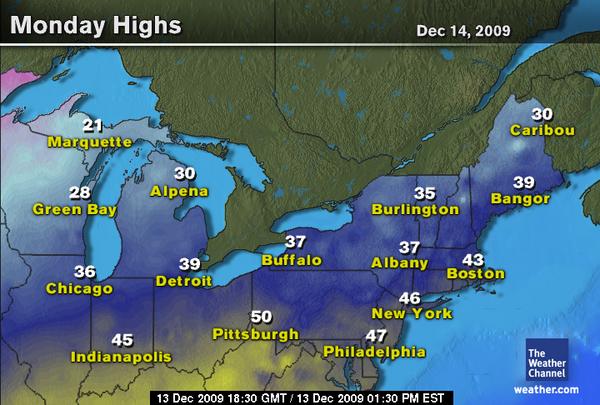 Monday Highs
Dec 14, 2009
21
Marquette
30
Caribou
30
Alpena
28
Green Bay
35
Burlington
39
Bangor
37
Buffalo
37
Albany
43
Boston
36
Chicago
39
Detroit
46
New York
45
Indianapolis
50
Pittsburgh
47
Philadelphia
The
Weather
Channel
weather.com
13 Dec 2009 18:30 GMT / 13 Dec 2009 01:30 PM EST